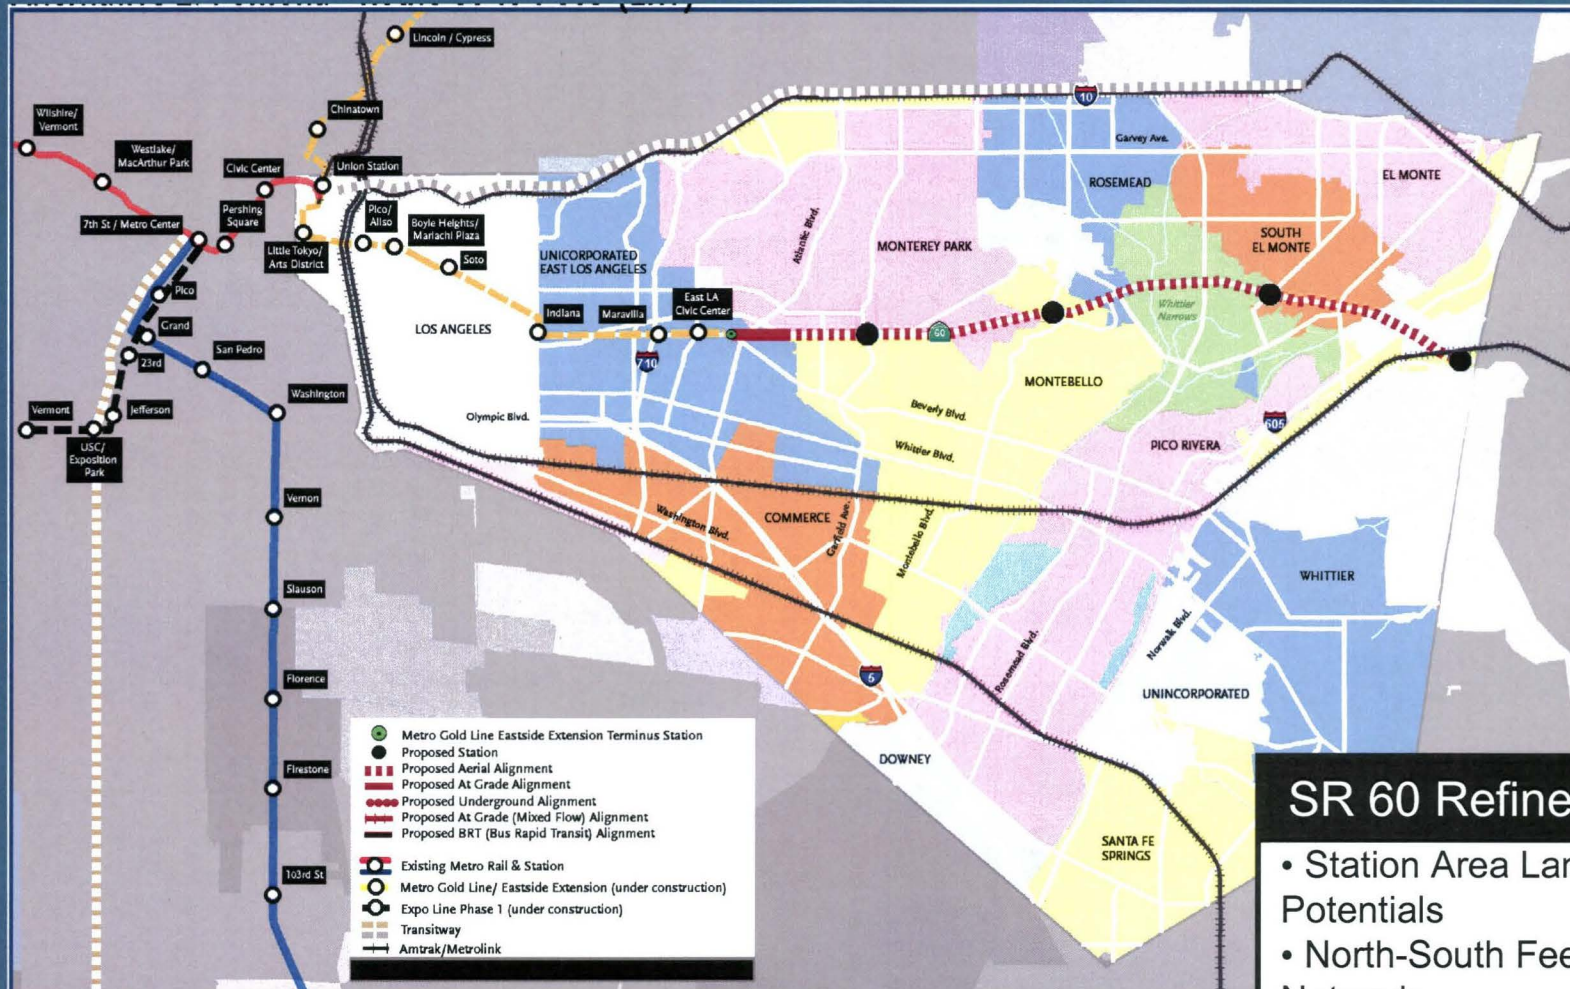 Lincoln / Cypress
Chinatown
Wilshire/
Vermont
Westlake/
MacArthur Park
Civic Center
Union Station
7th St / Metro Center
Pershing
Square
Pico/
Aliso
Boyle Heights/
Mariachi Plaza
Little Tokyo/
Arts District
Soto
Pico
Grand
23rd
San Pedro
Vermont
Jefferson
Washington
USC/
Exposition
Park
Vernon
Slauson
Florence
Firestone
103rd St
Indiana
Maravilla
East LA
Civic Center
LOS ANGELES
UNICORPORATED
EAST LOS ANGELES
Atlantic Blvd.
MONTEREY PARK
10
Garvey Ave.
ROSEMEAD
EL MONTE
SOUTH
EL MONTE
Whittier
Narrows
60
710
MONTEBELLO
Olympic Blvd.
Beverly Blvd.
Whittier Blvd.
PICO RIVERA
605
Washington Blvd.
COMMERCE
Garfield Ave.
Montebello Blvd.
WHITTIER
Norwalk Blvd.
Rosemead Blvd.
5
UNINCORPORATED
DOWNEY
SANTA FE
SPRINGS
Metro Gold Line Eastside Extension Terminus Station
Proposed Station
Proposed Aerial Alignment
Proposed At Grade Alignment
Proposed Underground Alignment
Proposed At Grade (Mixed Flow) Alignment
Proposed BRT (Bus Rapid Transit) Alignment
Existing Metro Rail & Station
Metro Gold Line/ Eastside Extension (under construction)
Expo Line Phase 1 (under construction)
Transitway
Amtrak/Metrolink
SR 60 Refine
• Station Area Lan
Potentials
• North-South Fee